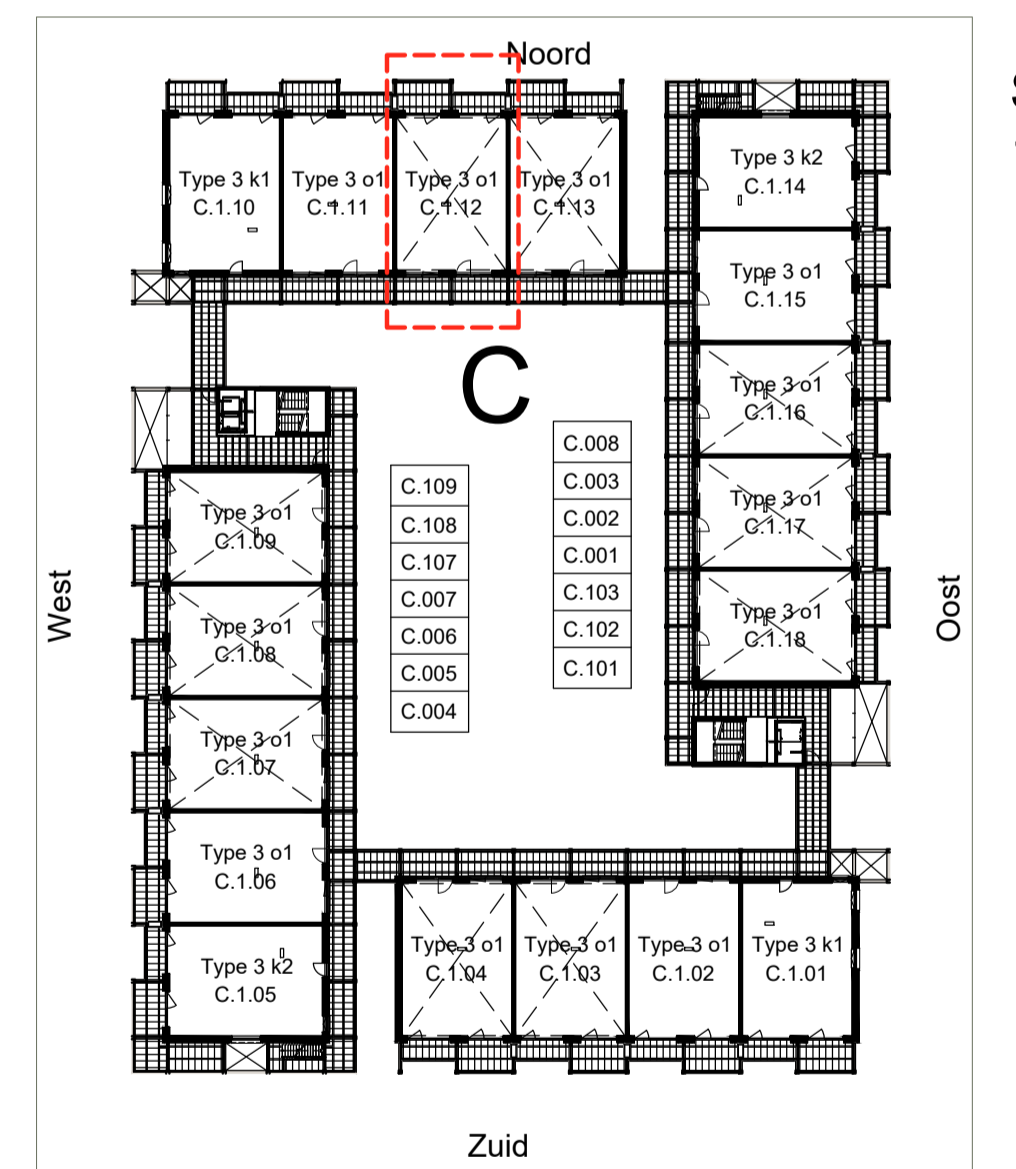 Noord
Type 3 k1
C.1.10
Type 3 o1
C.1.11
Type 3 o1
C.1.12
Type 3 o1
C.1.13
Type 3 k2
C.1.14
Type 3 o1
C.1.15
Type 3 o1
C.1.16
Type 3 o1
C.1.17
Type 3 o1
C.1.18
C
C.109
C.108
C.107
C.007
C.006
C.005
C.004
C.008
C.003
C.002
C.001
C.103
C.102
C.101
West
Oost
Type 3 o1
C.1.09
Type 3 o1
C.1.08
Type 3 o1
C.1.07
Type 3 o1
C.1.06
Type 3 k2
C.1.05
Type 3 o1
C.1.04
Type 3 o1
C.1.03
Type 3 o1
C.1.02
Type 3 k1
C.1.01
Zuid